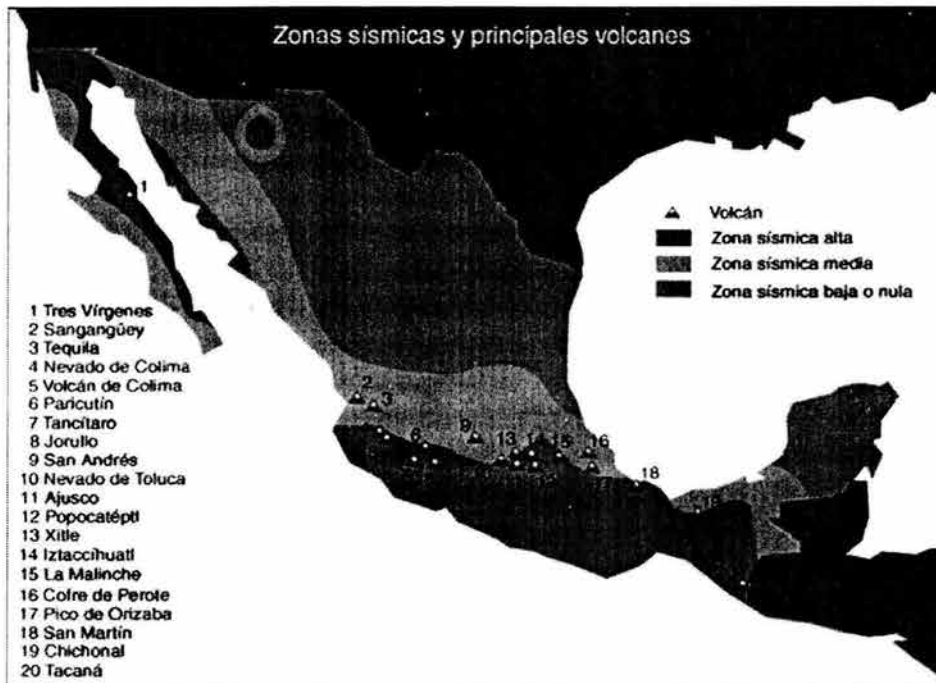 Zonas sísmicas y principales volcanes
Volcán
Zona sísmica alta
Zona sísmica media
Zona sísmica baja o nula
1 Tres Vírgenes
2 Sangangüey
3 Tequila
4 Nevado de Colima
5 Volcán de Colima
6 Paricutín
7 Tancítaro
8 Jorullo
9 San Andrés
10 Nevado de Toluca
11 Ajusco
12 Popocatéptl
13 Xitle
14 Iztaccíhuatl
15 La Malinche
16 Cofre de Perote
17 Pico de Orizaba
18 San Martín
19 Chichonal
20 Tacaná
1
2
3
9
13
15
16
18